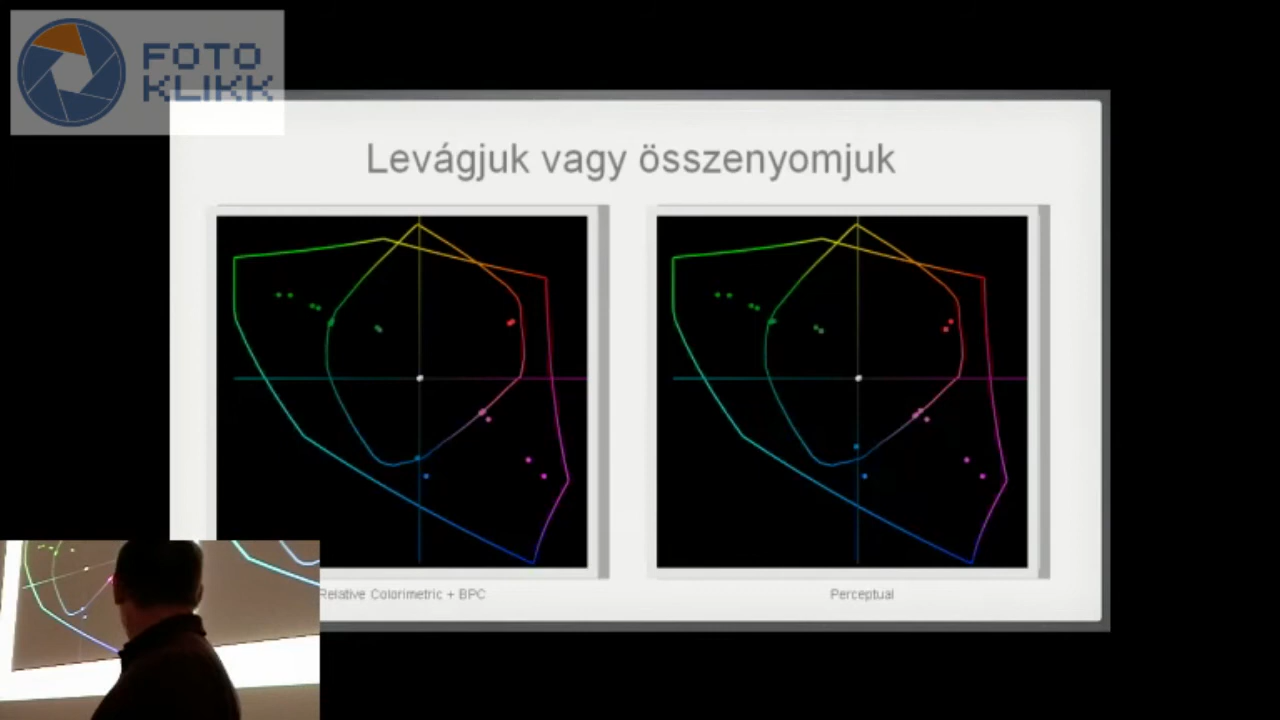 FOTO
KLIKK
Levágjuk vagy összenyomjuk
Relative Colorimetric + BPC
Perceptual